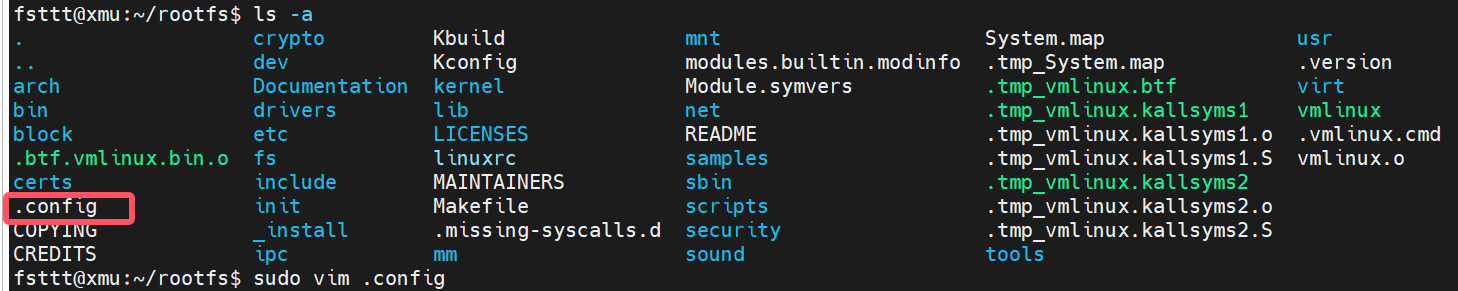 fsttt@xmu:~/rootfs$ ls -a
. crypto Kbuild mnt System.map usr
.. dev Kconfig modules.builtin.modinfo .tmp_System.map .version
arch Documentation kernel Module.symvers .tmp_vmlinux.btf virt
bin drivers lib net .tmp_vmlinux.kallsyms1 vmlinux
block etc LICENSES README .tmp_vmlinux.kallsyms1.o .vmlinux.cmd
.btf.vmlinux.bin.o fs linuxrc samples .tmp_vmlinux.kallsyms1.S vmlinux.o
certs include MAINTAINERS sbin .tmp_vmlinux.kallsyms2
.config init Makefile scripts .tmp_vmlinux.kallsyms2.o
COPYING _install .missing-syscalls.d security .tmp_vmlinux.kallsyms2.S
CREDITS ipc mm sound tools
fsttt@xmu:~/rootfs$ sudo vim .config